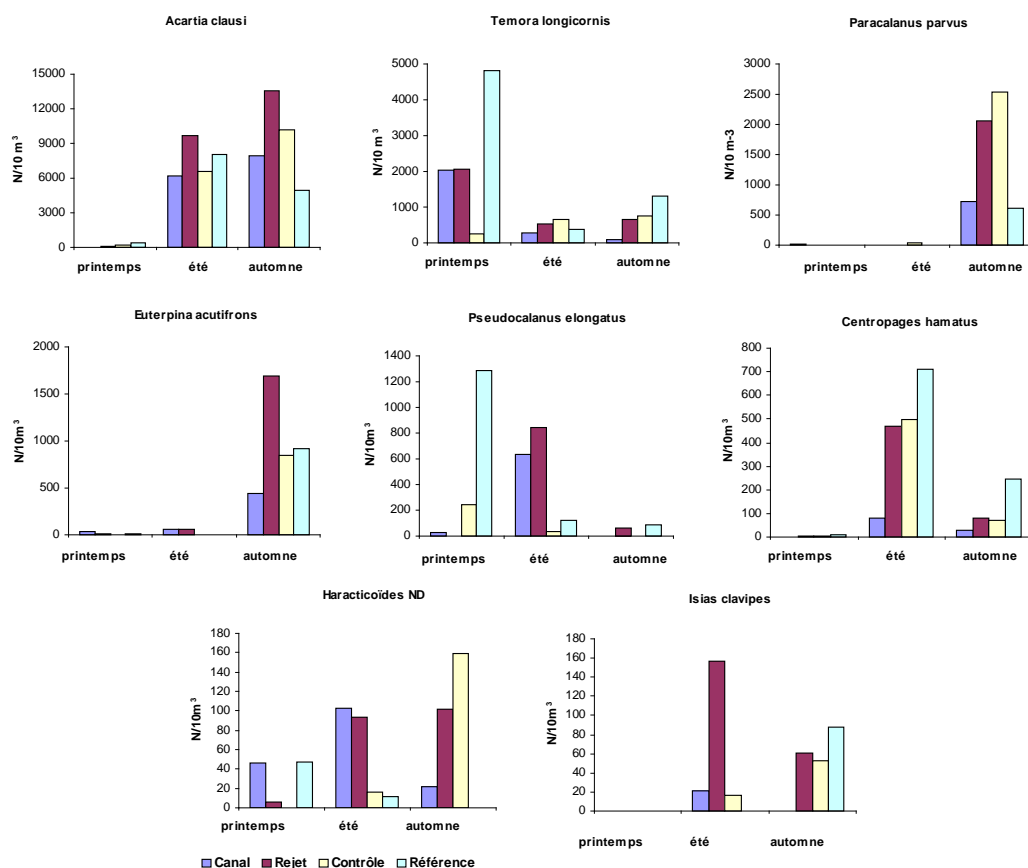 Acartia clausi
15000
12000
9000
6000
3000
0
N/10 m³
printemps été automne
Temora longicornis
5000
4000
3000
2000
1000
0
N/10 m³
printemps été automne
Paracalanus parvus
3000
2500
2000
1500
1000
500
0
N/10 m-3
printemps été automne
Euterpina acutifrons
2000
1500
1000
500
0
N/10m³
printemps été automne
Pseudocalanus elongatus
1400
1200
1000
800
600
400
200
0
N/10m³
printemps été automne
Centropages hamatus
800
700
600
500
400
300
200
100
0
N/10m³
printemps été automne
Haracticoïdes ND
180
160
140
120
100
80
60
40
20
0
N/10m³
printemps été automne
Isias clavipes
180
160
140
120
100
80
60
40
20
0
N/10m³
printemps été automne
Canal Rejet Contrôle Référence